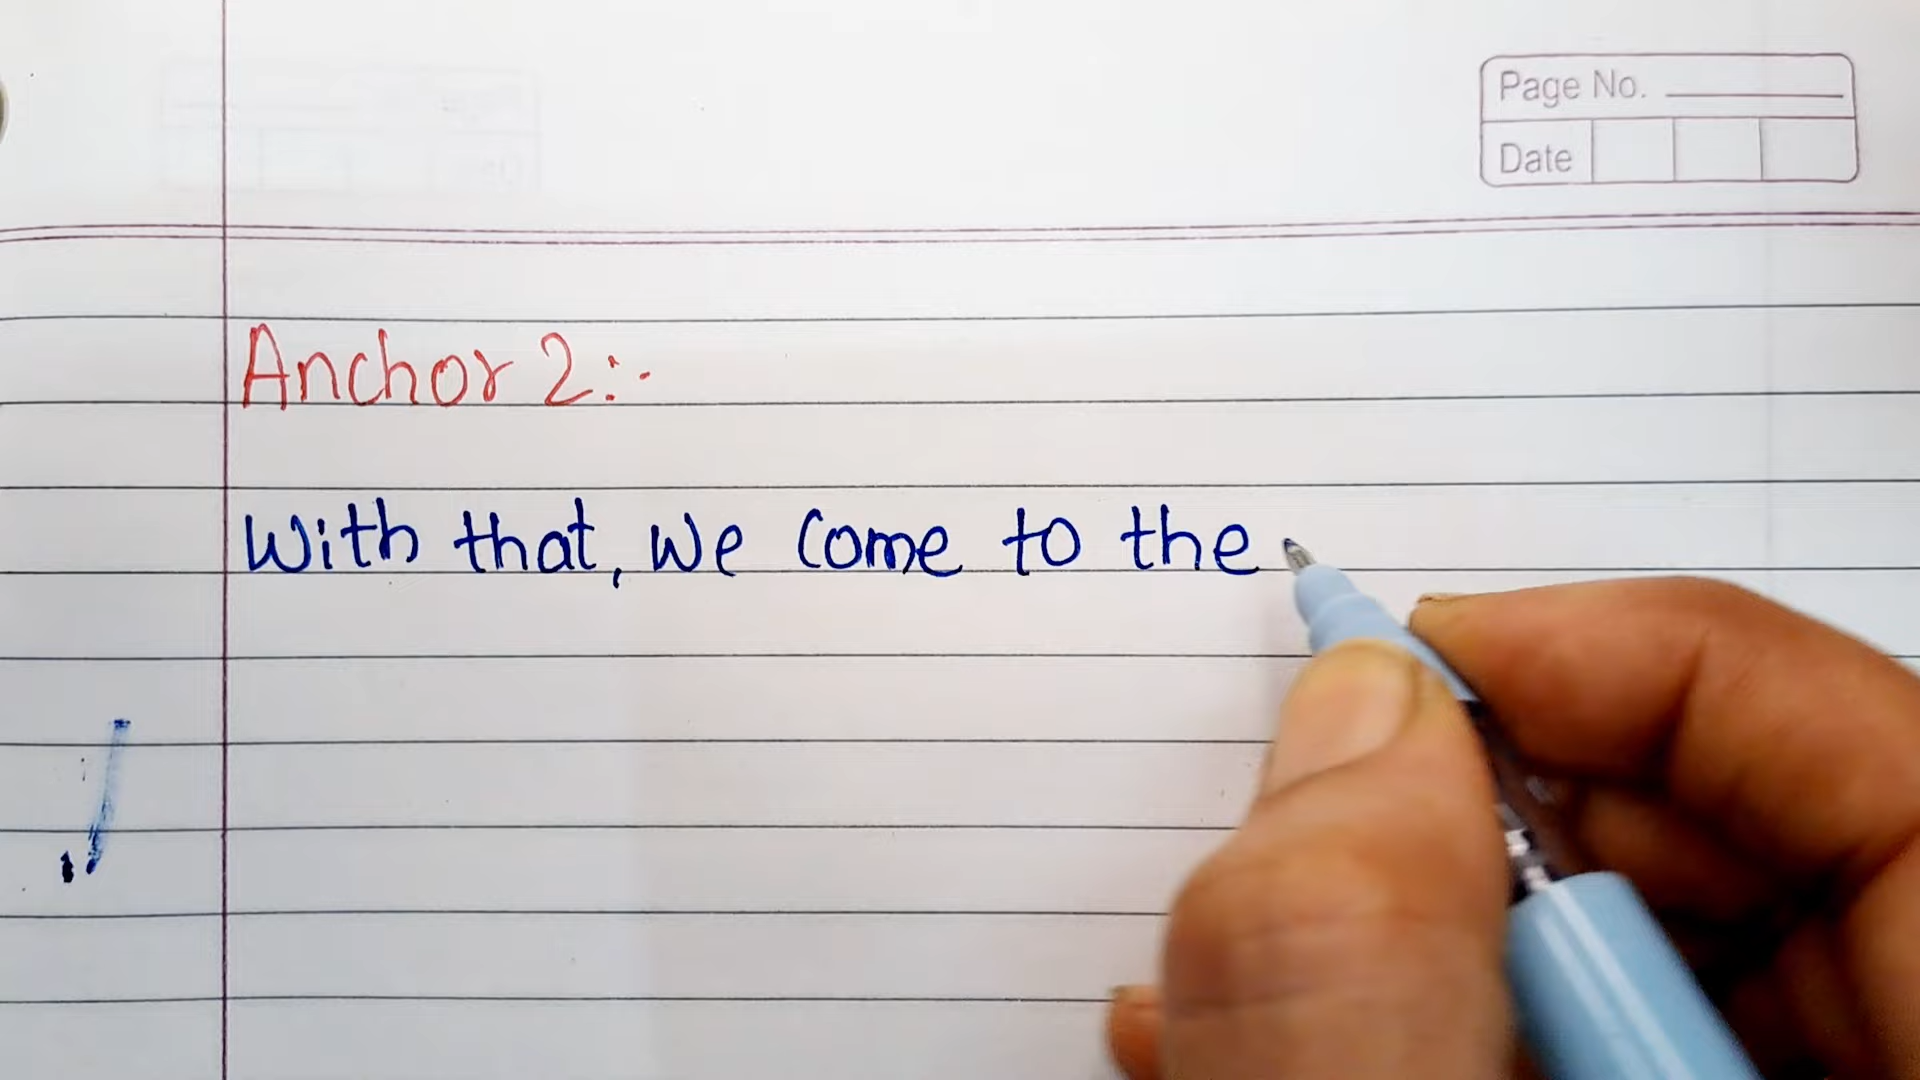 Page No.
Date
Anchor 2:-
With that, we come to the